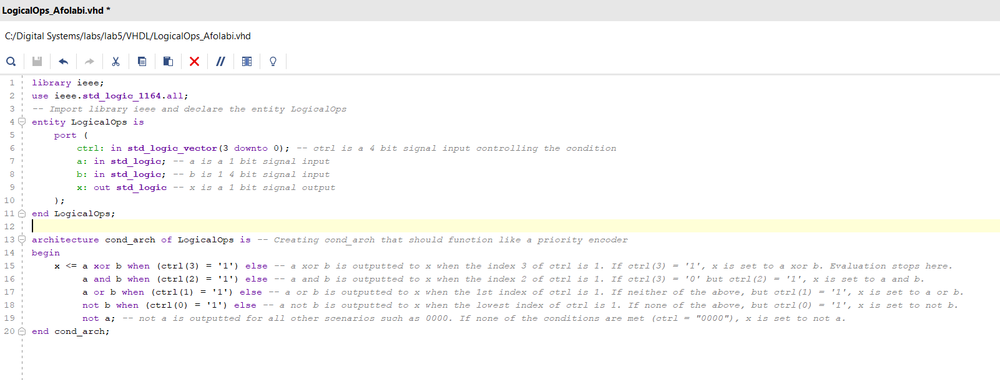 LogicalOps_Afolabi.vhd *
C:/Digital Systems/labs/lab5/VHDL/LogicalOps_Afolabi.vhd
1 library ieee;
2 use ieee.std_logic_1164.all;
3 -- Import library ieee and declare the entity LogicalOps
4 entity LogicalOps is
5     port (
6         ctrl: in std_logic_vector(3 downto 0); -- ctrl is a 4 bit signal input controlling the condition
7         a: in std_logic; -- a is a 1 bit signal input
8         b: in std_logic; -- b is 1 4 bit signal input
9         x: out std_logic -- x is a 1 bit signal output
10     );
11 end LogicalOps;
12
13 architecture cond_arch of LogicalOps is -- Creating cond_arch that should function like a priority encoder
14 begin
15     x <= a xor b when (ctrl(3) = '1') else -- a xor b is outputted to x when the index 3 of ctrl is 1. If ctrl(3) = '1', x is set to a xor b. Evaluation stops here.
16          a and b when (ctrl(2) = '1') else -- a and b is outputted to x when the index 2 of ctrl is 1. If ctrl(3) = '0' but ctrl(2) = '1', x is set to a and b.
17          a or b when (ctrl(1) = '1') else -- a or b is outputted to x when the 1st index of ctrl is 1. If neither of the above, but ctrl(1) = '1', x is set to a or b.
18          not b when (ctrl(0) = '1') else -- a not b is outputted to x when the lowest index of ctrl is 1. If none of the above, but ctrl(0) = '1', x is set to not b.
19          not a; -- not a is outputted for all other scenarios such as 0000. If none of the conditions are met (ctrl = "0000"), x is set to not a.
20 end cond_arch;